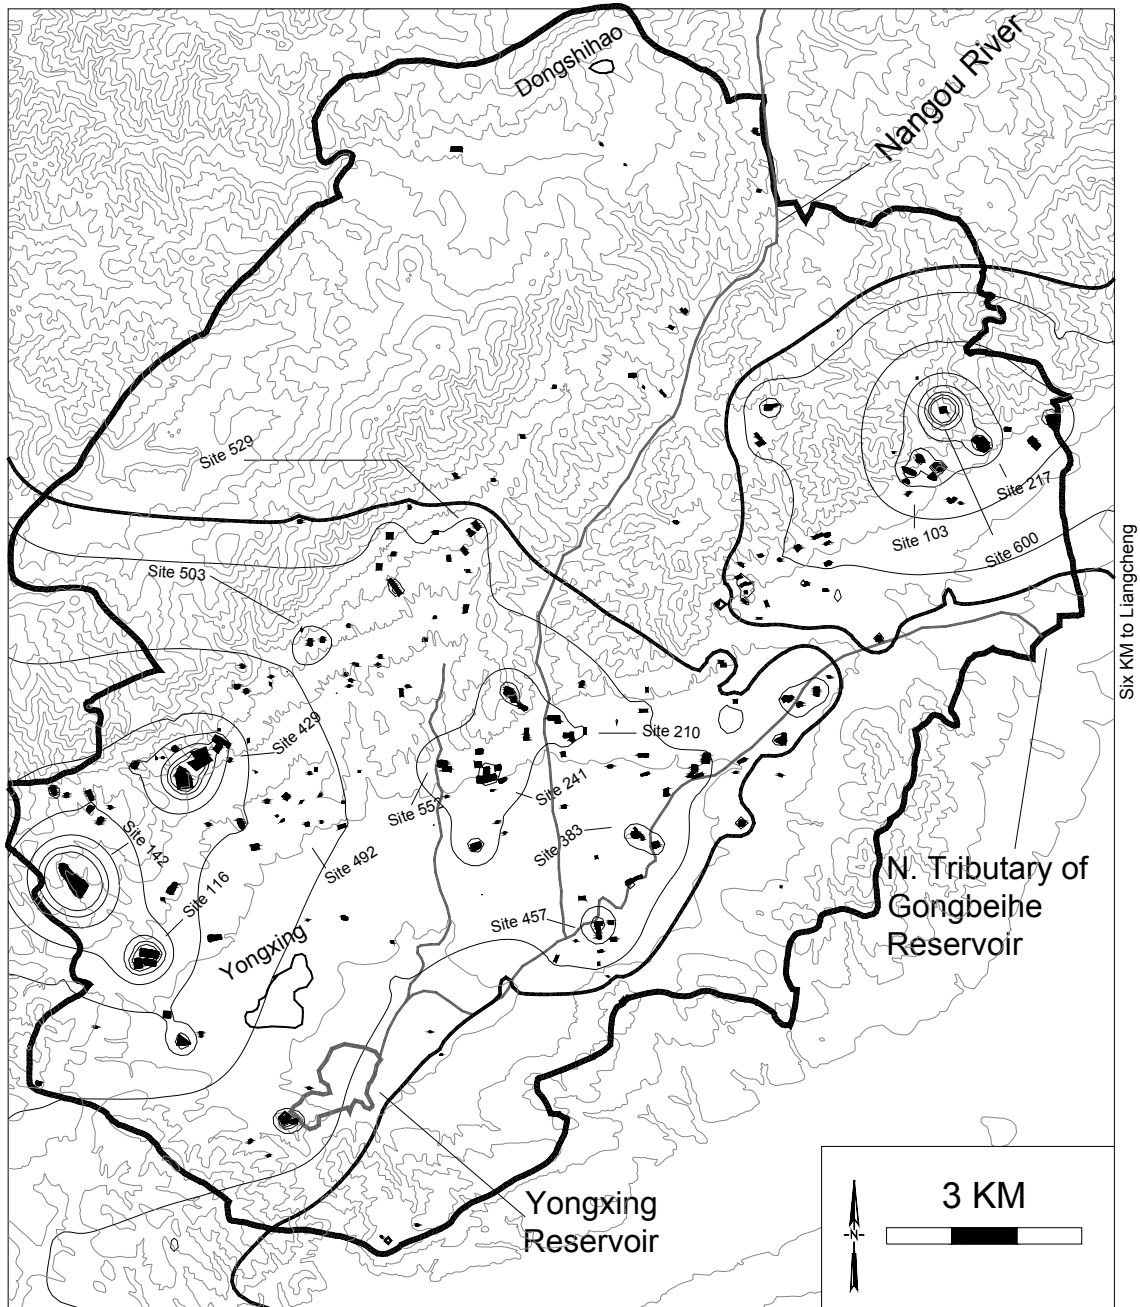 Dongshihao
Nangou River
Site 529
Site 217
Site 103
Site 600
Six KM to Liangcheng
Site 503
Site 429
Site 210
Site 552
Site 241
Site 142
Site 383
Site 492
Site 116
Site 457
N. Tributary of
Gongbeihe
Reservoir
Yongxing
Yongxing
Reservoir
3 KM
-N-